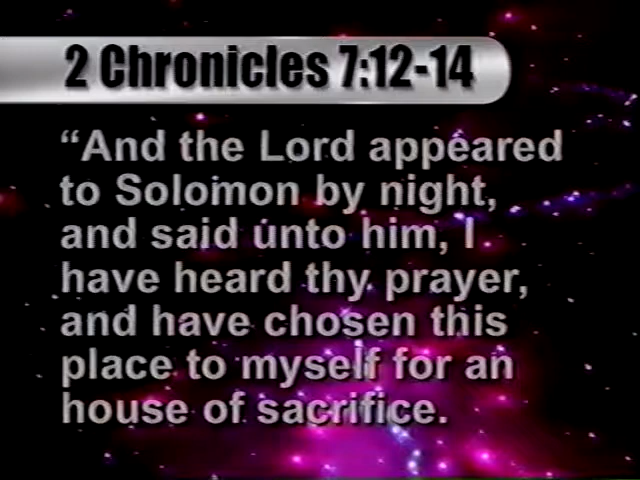 2 Chronicles 7:12-14
“And the Lord appeared
to Solomon by night,
and said unto him, I
have heard thy prayer,
and have chosen this
place to myself for an
house of sacrifice.